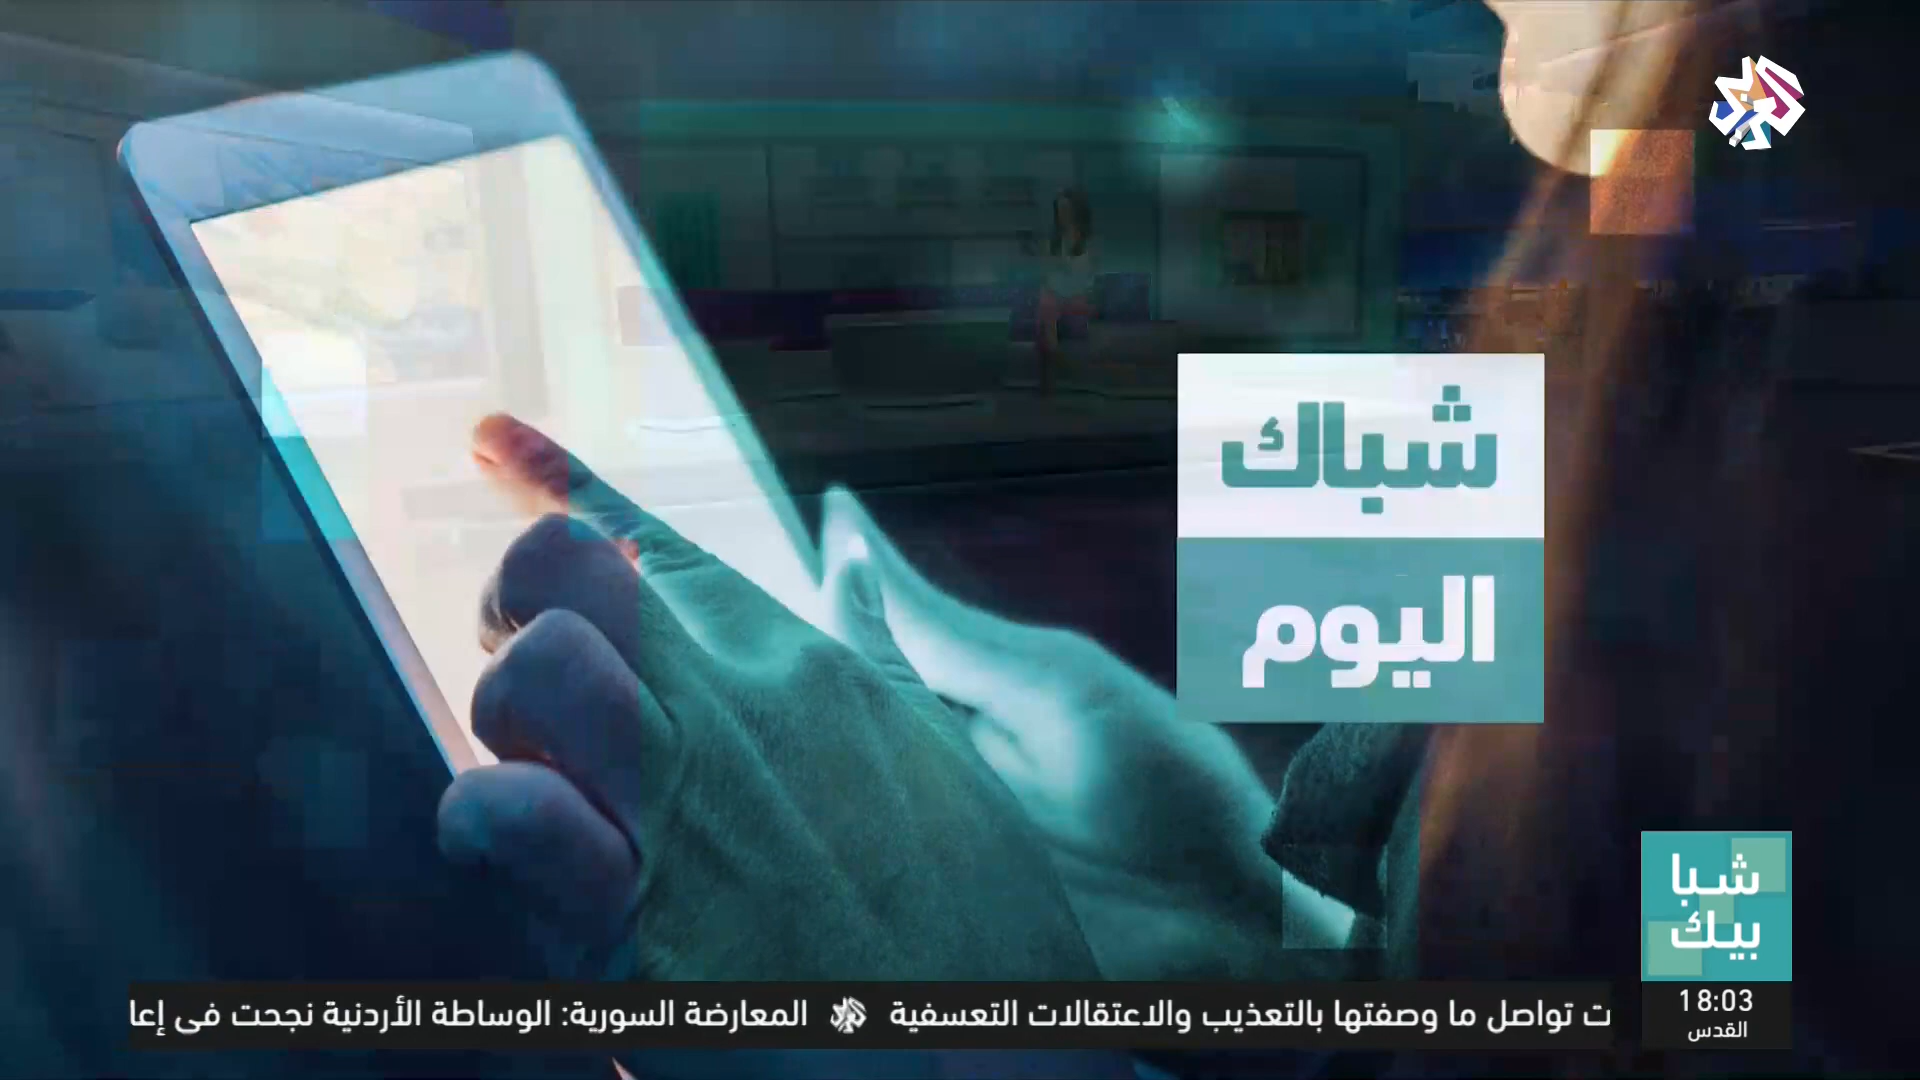 شباك
اليوم
شبا
بيك
18:03
القدس
ت تواصل ما وصفتها بالتعذيب والاعتقالات التعسفية المعارضة السورية: الوساطة الأردنية نجحت في إعا